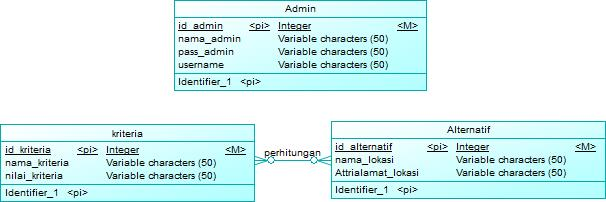 Admin
id_admin <pi> Integer <M>
nama_admin Variable characters (50)
pass_admin Variable characters (50)
username Variable characters (50)
Identifier_1 <pi>
kriteria
id_kriteria <pi> Integer <M>
nama_kriteria Variable characters (50)
nilai_kriteria Variable characters (50)
Identifier_1 <pi>
perhitungan
Alternatif
id_alternatif <pi> Integer <M>
nama_lokasi Variable characters (50)
Attrialamat_lokasi Variable characters (50)
Identifier_1 <pi>